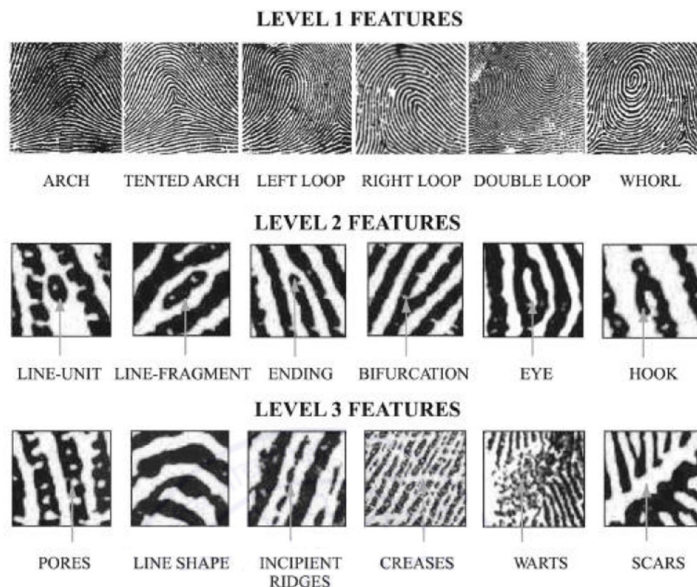 LEVEL 1 FEATURES
ARCH TENTED ARCH LEFT LOOP RIGHT LOOP DOUBLE LOOP WHORL
LEVEL 2 FEATURES
LINE-UNIT LINE-FRAGMENT ENDING BIFURCATION EYE HOOK
LEVEL 3 FEATURES
PORES LINE SHAPE INCIPIENT RIDGES CREASES WARTS SCARS